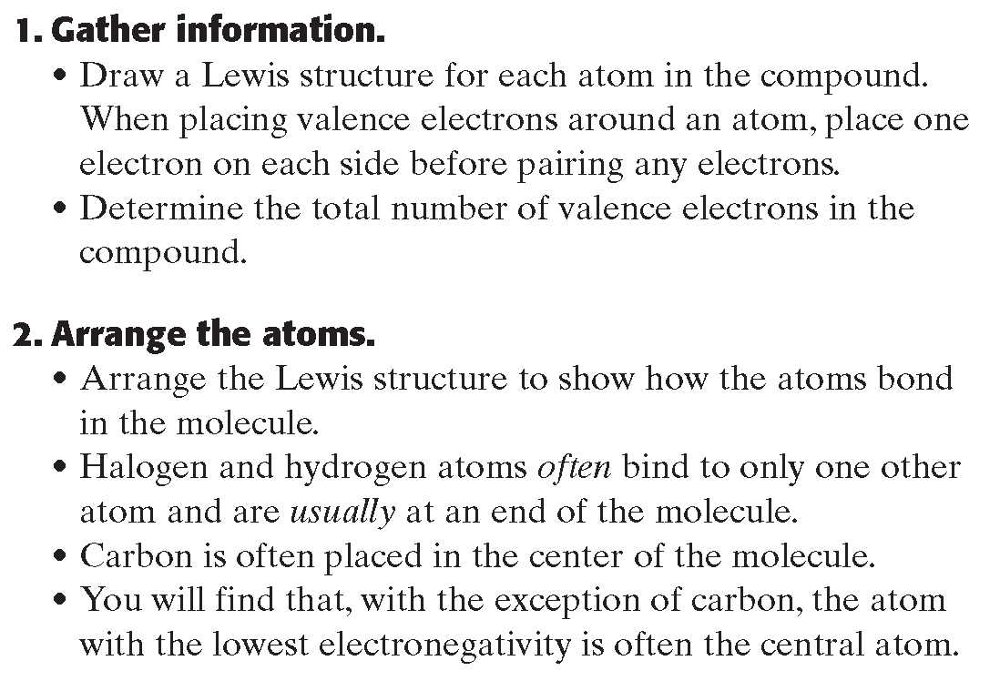 1. Gather information.
• Draw a Lewis structure for each atom in the compound.
When placing valence electrons around an atom, place one
electron on each side before pairing any electrons.
• Determine the total number of valence electrons in the
compound.
2. Arrange the atoms.
• Arrange the Lewis structure to show how the atoms bond
in the molecule.
• Halogen and hydrogen atoms often bind to only one other
atom and are usually at an end of the molecule.
• Carbon is often placed in the center of the molecule.
• You will find that, with the exception of carbon, the atom
with the lowest electronegativity is often the central atom.